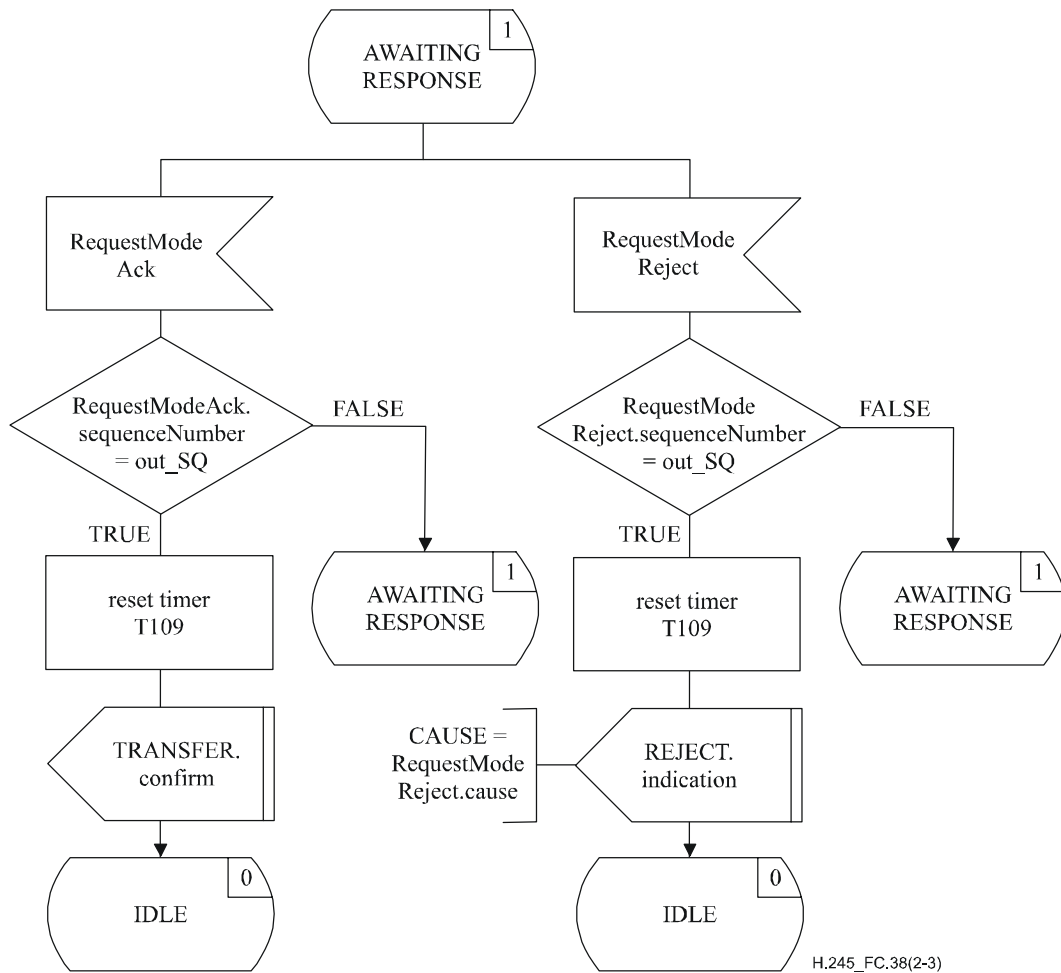 1
AWAITING
RESPONSE
RequestMode
Ack
RequestMode
Reject
RequestModeAck.
sequenceNumber
= out_SQ
FALSE
TRUE
RequestMode
Reject.sequenceNumber
= out_SQ
FALSE
TRUE
reset timer
T109
1
AWAITING
RESPONSE
reset timer
T109
1
AWAITING
RESPONSE
TRANSFER.
confirm
CAUSE =
RequestMode
Reject.cause
REJECT.
indication
0
IDLE
0
IDLE
H.245_FC.38(2-3)